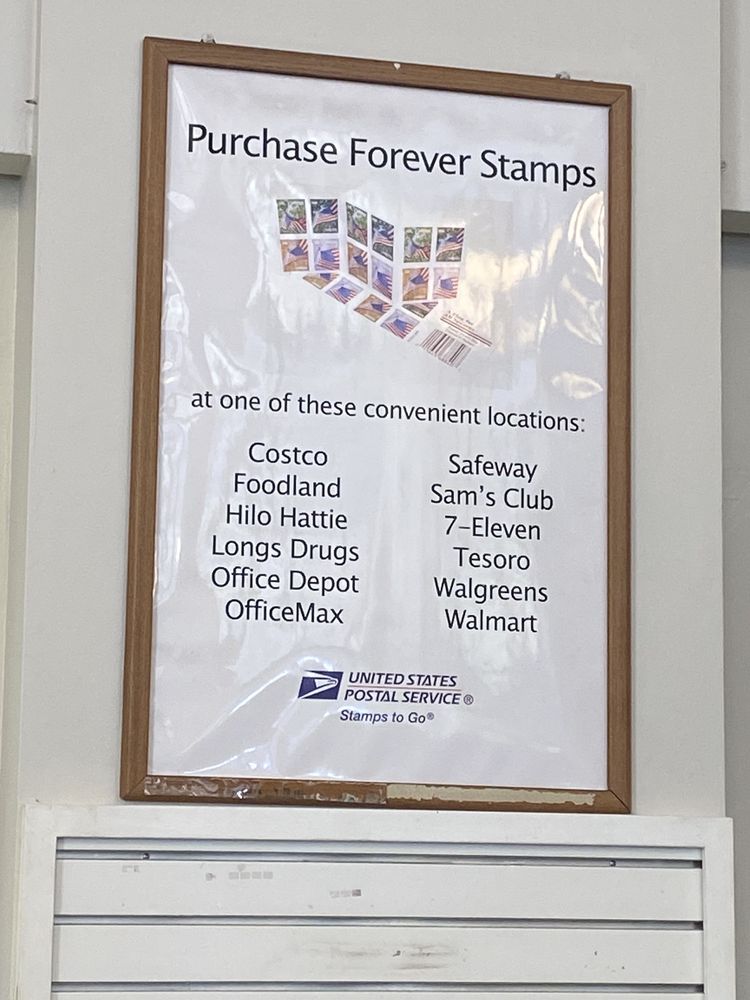 Purchase Forever Stamps
at one of these convenient locations:
Costco
Foodland
Hilo Hattie
Longs Drugs
Office Depot
OfficeMax
Safeway
Sam's Club
7-Eleven
Tesoro
Walgreens
Walmart
UNITED STATES
POSTAL SERVICE®
Stamps to Go®